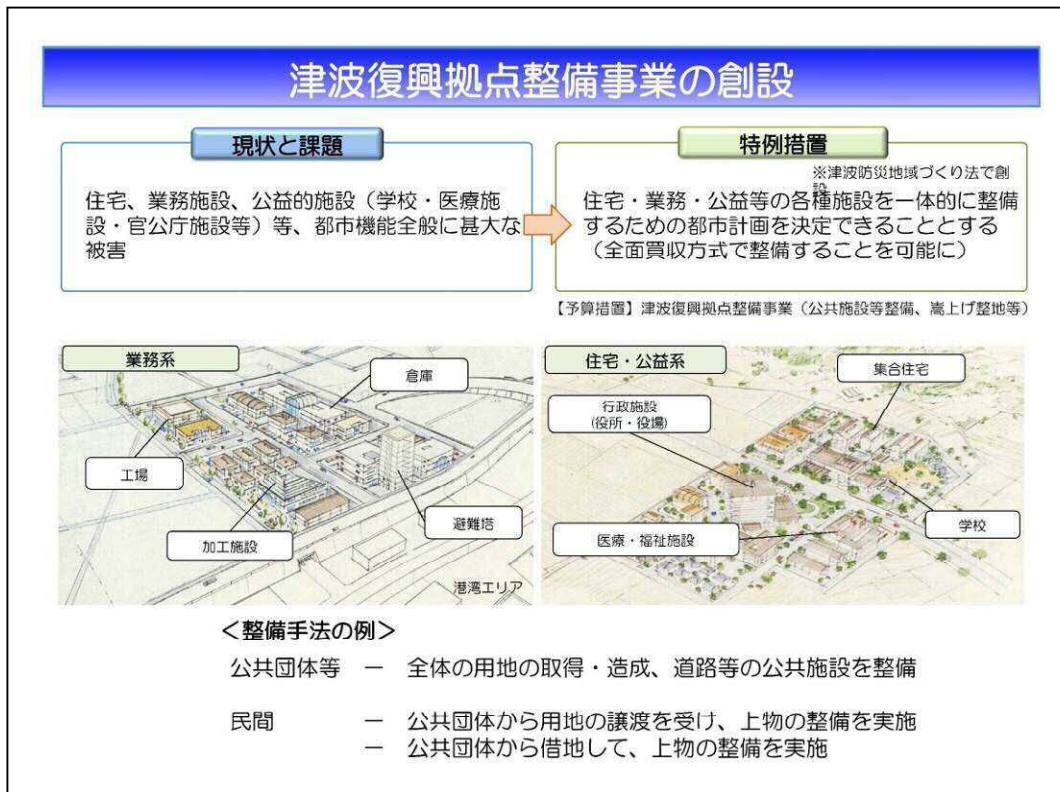 津波復興拠点整備事業の創設
現状と課題
住宅、業務施設、公益的施設（学校・医療施
設・官公庁施設等）等、都市機能全般に甚大な
被害
特例措置
※津波防災地域づくり法で創
設
住宅・業務・公益等の各種施設を一体的に整備
するための都市計画を決定できることとする
（全面買収方式で整備することを可能に）
【予算措置】津波復興拠点整備事業（公共施設等整備、嵩上げ整地等）
業務系
倉庫
工場
加工施設
避難塔
港湾エリア
住宅・公益系
集合住宅
行政施設
(役所・役場)
医療・福祉施設
学校
＜整備手法の例＞
公共団体等 － 全体の用地の取得・造成、道路等の公共施設を整備
民間 － 公共団体から用地の譲渡を受け、上物の整備を実施
－ 公共団体から借地して、上物の整備を実施